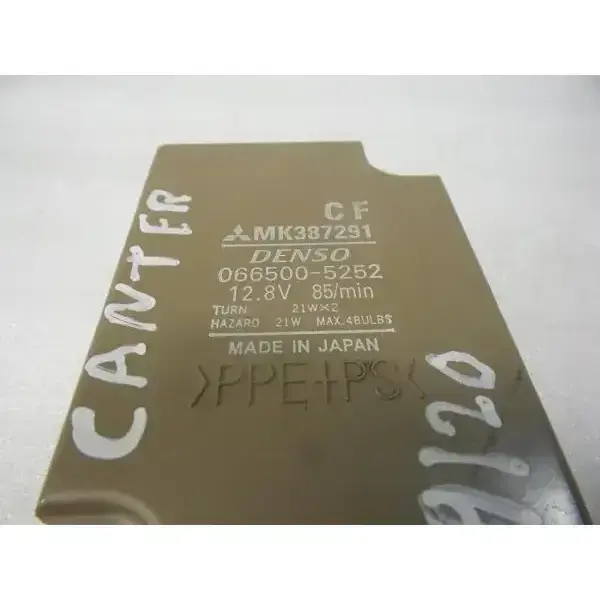 CF
MK387291
DENSO
066500-5252
12.8V 85/min
TURN 21W×2
HAZARD 21W MAX.4BULBS
MADE IN JAPAN
>PPE+PS<
CANTER
A120